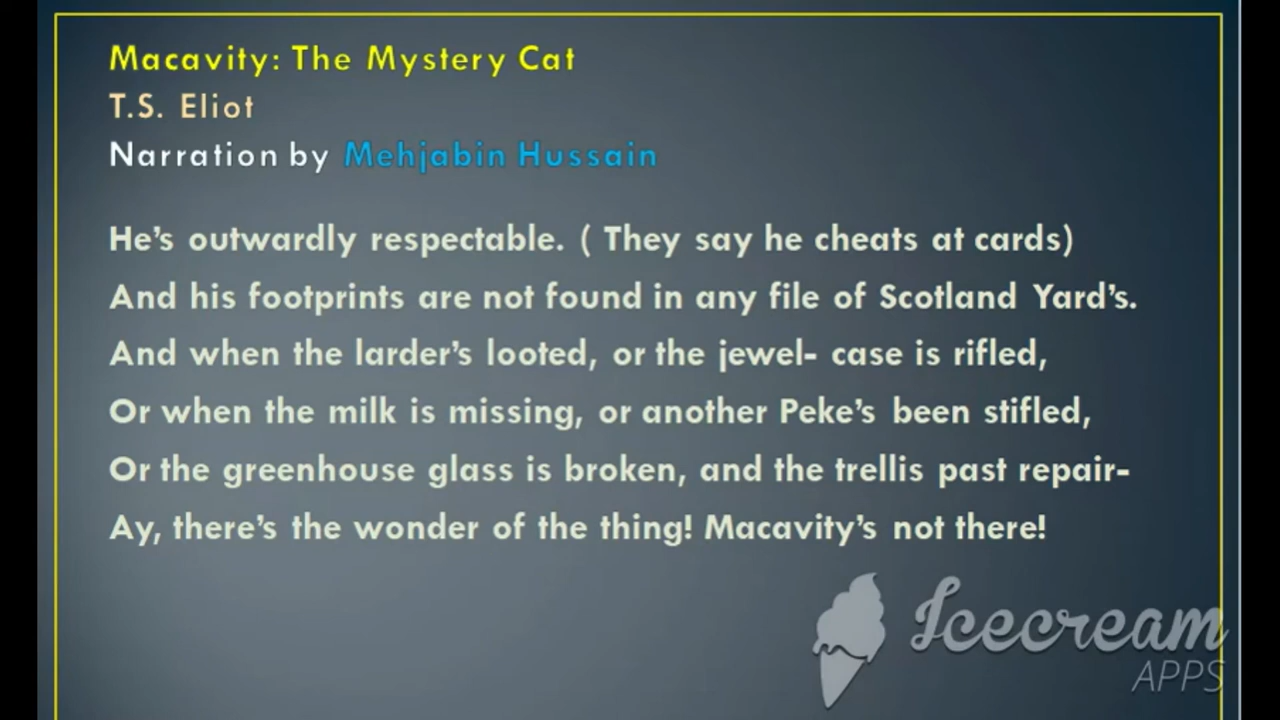 Macavity: The Mystery Cat
T.S. Eliot
Narration by Mehjabin Hussain
He's outwardly respectable. ( They say he cheats at cards)
And his footprints are not found in any file of Scotland Yard's.
And when the larder's looted, or the jewel- case is rifled,
Or when the milk is missing, or another Peke's been stifled,
Or the greenhouse glass is broken, and the trellis past repair-
Ay, there's the wonder of the thing! Macavity's not there!
Icecream
APPS